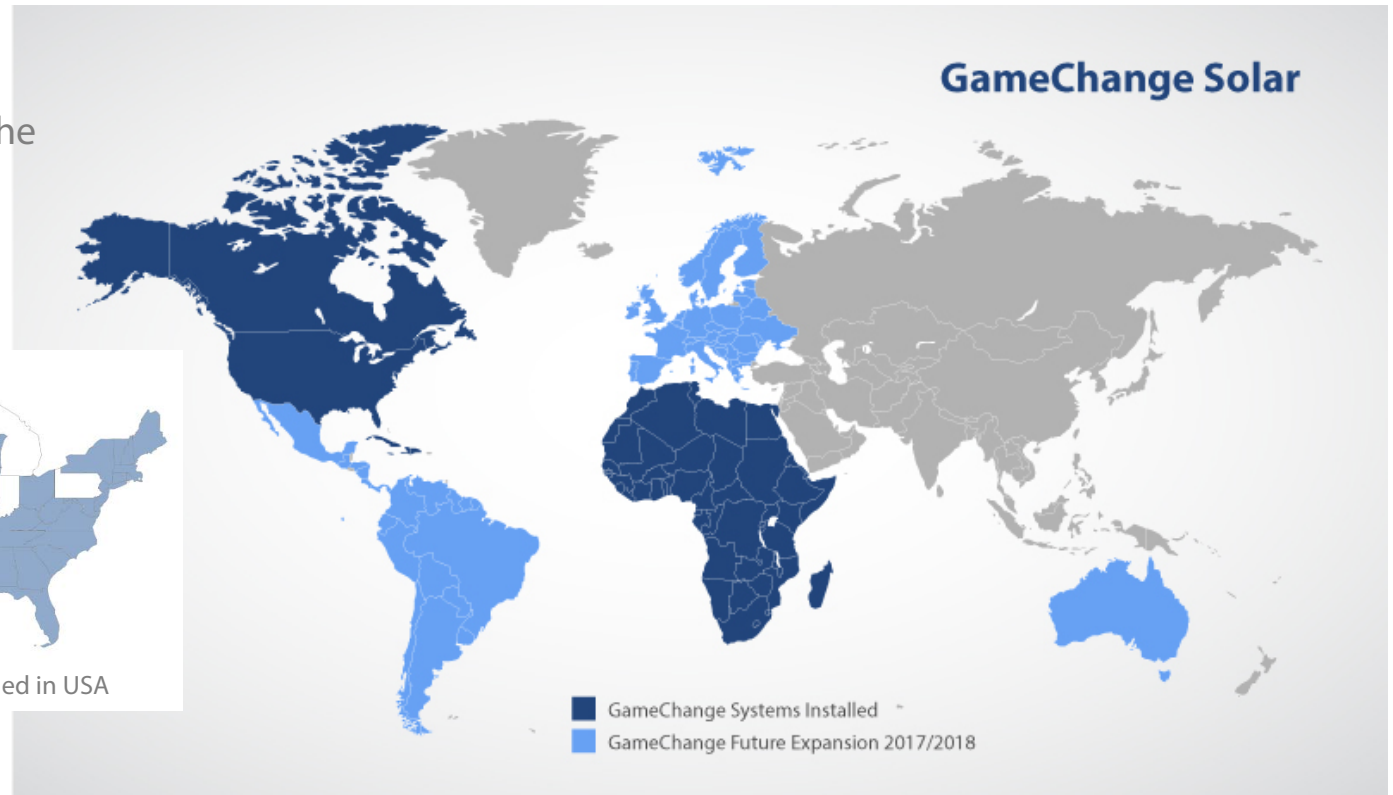 GameChange Solar
he
ed in USA
GameChange Systems Installed
GameChange Future Expansion 2017/2018